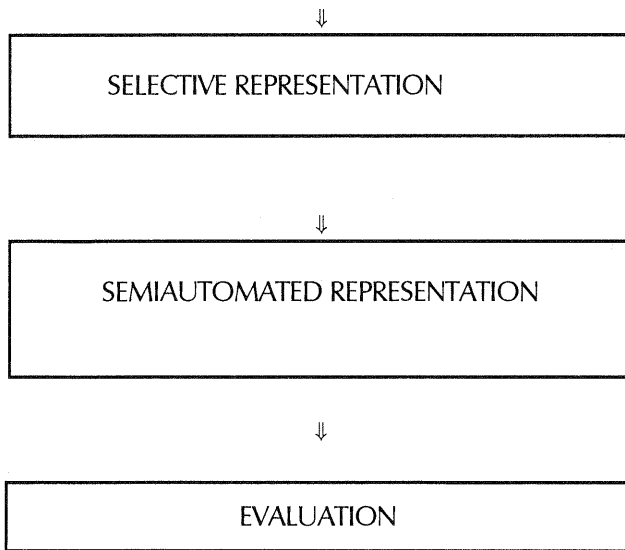 ⇓
SELECTIVE REPRESENTATION
⇓
SEMIAUTOMATED REPRESENTATION
⇓
EVALUATION